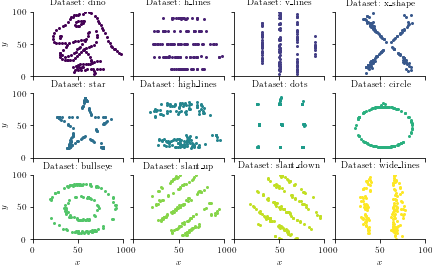 Dataset: dino Dataset: h_lines Dataset: v_lines Dataset: x_shape
100
y
50
0
Dataset: star Dataset: high_lines Dataset: dots Dataset: circle
100
y
50
0
Dataset: bullseye Dataset: slant_up Dataset: slant_down Dataset: wide_lines
100
y
50
0
0 50 100 0 50 100 0 50 100 0 50 100
x x x x